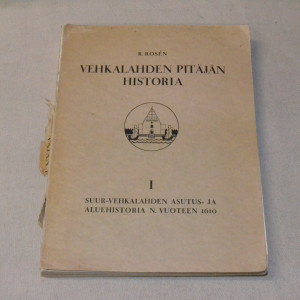 R. ROSÉN
VEHKALAHDEN PITÄJÄN
HISTORIA
I
SUUR-VEHKALAHDEN ASUTUS- JA
ALUEHISTORIA N. VUOTEEN 1610